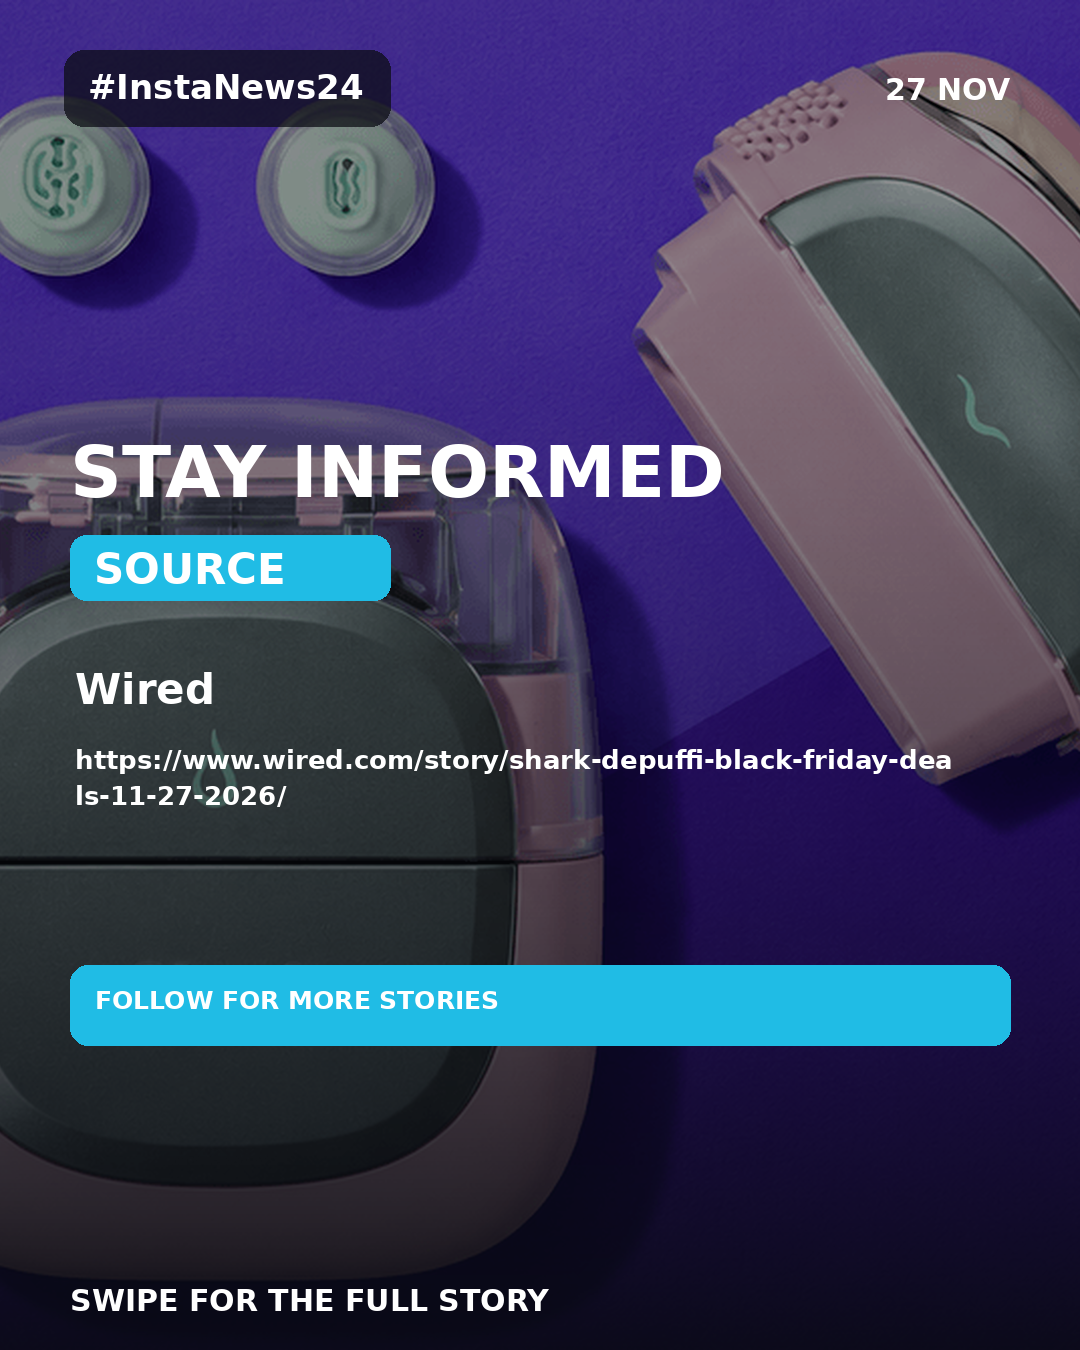 #InstaNews24
27 NOV
STAY INFORMED
SOURCE
Wired
https://www.wired.com/story/shark-depuffi-black-friday-dea
ls-11-27-2026/
FOLLOW FOR MORE STORIES
SWIPE FOR THE FULL STORY